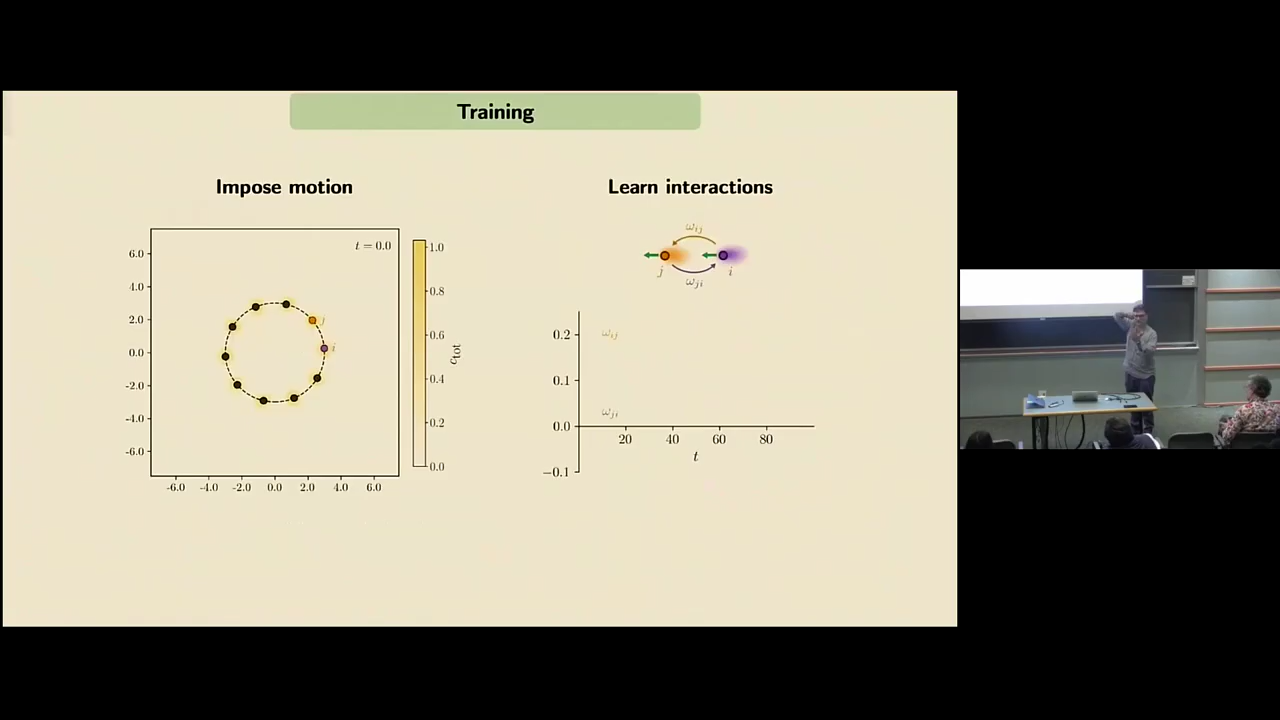 Training
Impose motion
t = 0.0
6.0
4.0
2.0
0.0
-2.0
-4.0
-6.0
-6.0 -4.0 -2.0 0.0 2.0 4.0 6.0
j
i
1.0
0.8
0.6
0.4
0.2
0.0
c_tot
Learn interactions
ω_ij
j i
ω_ji
0.2
0.1
0.0
−0.1
ω_ij
ω_ji
20 40 60 80
t